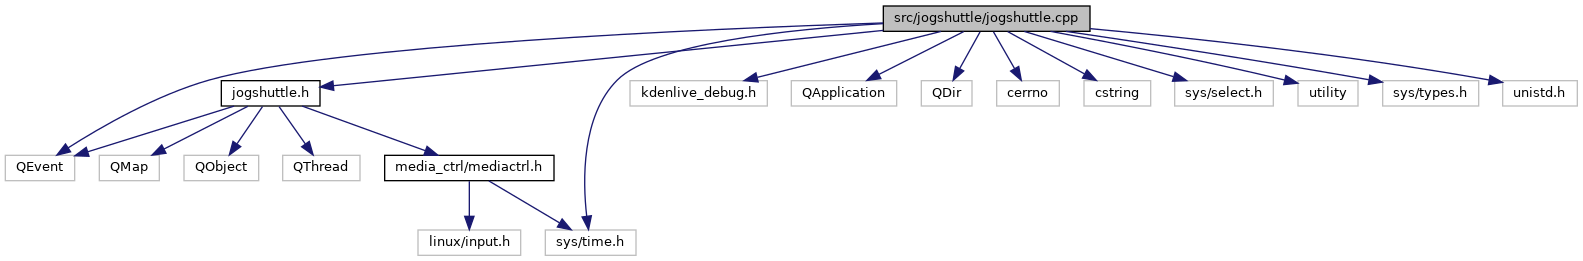 src/jogshuttle/jogshuttle.cpp
jogshuttle.h
kdenlive_debug.h
QApplication
QDir
cerrno
cstring
sys/select.h
utility
sys/types.h
unistd.h
QEvent
QMap
QObject
QThread
media_ctrl/mediactrl.h
linux/input.h
sys/time.h